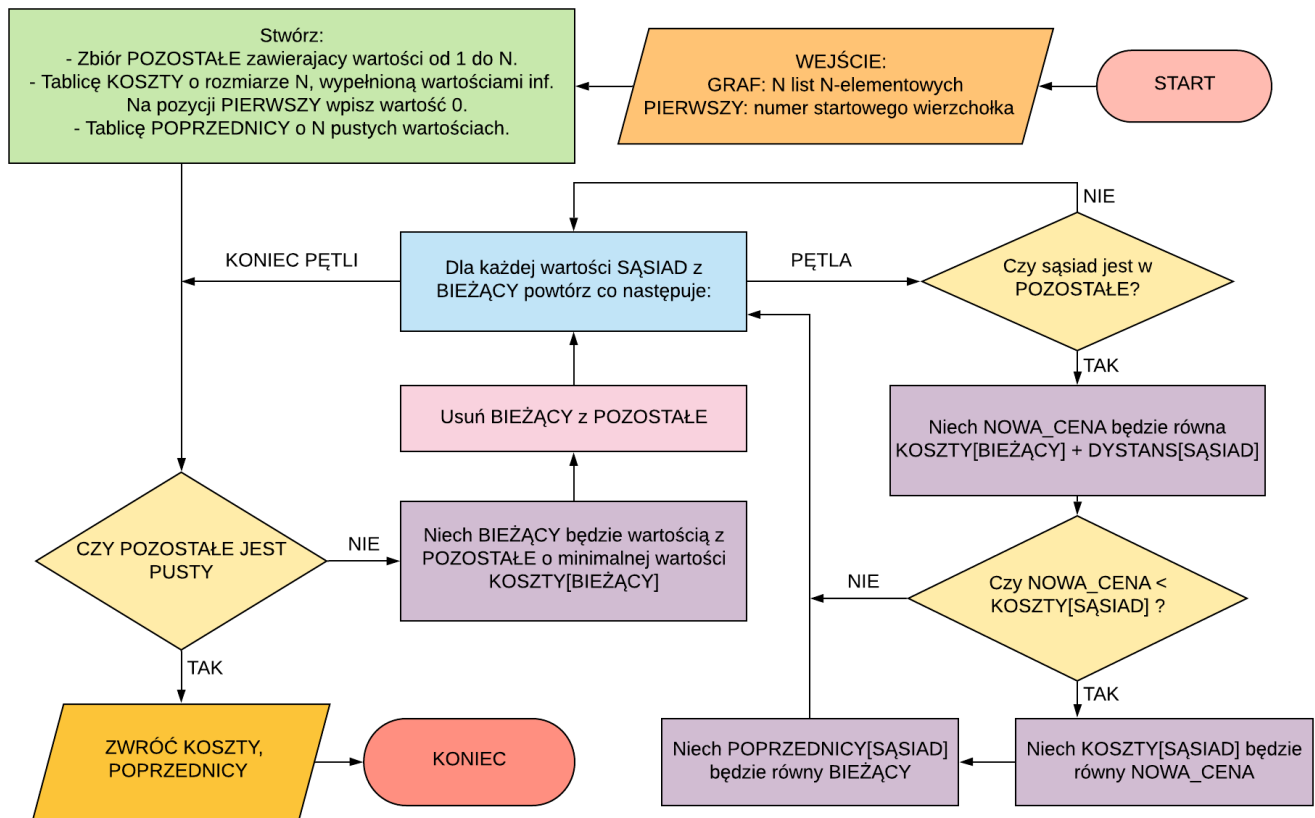 START
WEJŚCIE:
GRAF: N list N-elementowych
PIERWSZY: numer startowego wierzchołka
Stwórz:
- Zbiór POZOSTAŁE zawierajacy wartości od 1 do N.
- Tablicę KOSZTY o rozmiarze N, wypełnioną wartościami inf.
Na pozycji PIERWSZY wpisz wartość 0.
- Tablicę POPRZEDNICY o N pustych wartościach.
CZY POZOSTAŁE JEST
PUSTY
NIE
TAK
Niech BIEŻĄCY będzie wartością z
POZOSTAŁE o minimalnej wartości
KOSZTY[BIEŻĄCY]
Usuń BIEŻĄCY z POZOSTAŁE
Dla każdej wartości SĄSIAD z
BIEŻĄCY powtórz co następuje:
KONIEC PĘTLI
PĘTLA
Czy sąsiad jest w
POZOSTAŁE?
NIE
TAK
Niech NOWA_CENA będzie równa
KOSZTY[BIEŻĄCY] + DYSTANS[SĄSIAD]
Czy NOWA_CENA <
KOSZTY[SĄSIAD] ?
NIE
TAK
Niech KOSZTY[SĄSIAD] będzie
równy NOWA_CENA
Niech POPRZEDNICY[SĄSIAD]
będzie równy BIEŻĄCY
ZWRÓĆ KOSZTY,
POPRZEDNICY
KONIEC